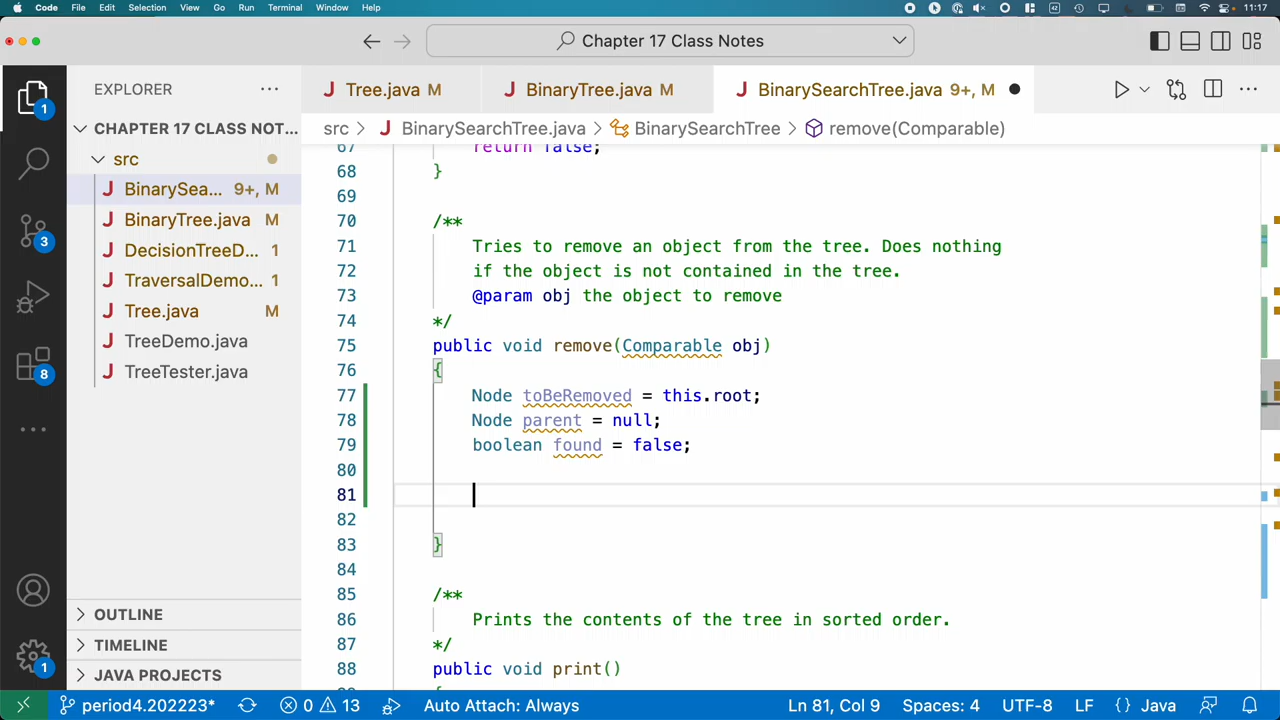 Code File Edit Selection View Go Run Terminal Window Help 11:17
Chapter 17 Class Notes
EXPLORER
Tree.java M
BinaryTree.java M
BinarySearchTree.java 9+, M
src > BinarySearchTree.java > BinarySearchTree > remove(Comparable)
CHAPTER 17 CLASS NOT...
src
BinarySea... 9+, M
BinaryTree.java M
DecisionTreeD... 1
TraversalDemo... 1
Tree.java M
TreeDemo.java
TreeTester.java
OUTLINE
TIMELINE
JAVA PROJECTS
1
3
8
1
67 return false;
68 }
69
70 /**
71 Tries to remove an object from the tree. Does nothing
72 if the object is not contained in the tree.
73 @param obj the object to remove
74 */
75 public void remove(Comparable obj)
76 {
77 Node toBeRemoved = this.root;
78 Node parent = null;
79 boolean found = false;
80
81
82
83 }
84
85 /**
86 Prints the contents of the tree in sorted order.
87 */
88 public void print()
period4.202223* 0 13 Auto Attach: Always Ln 81, Col 9 Spaces: 4 UTF-8 LF {} Java